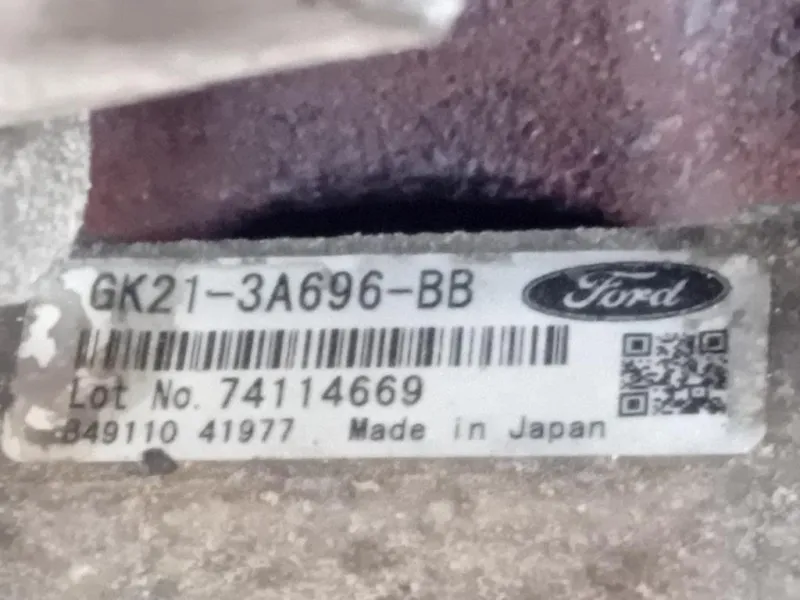 GK21-3A696-BB
Ford
Lot No. 74114669
B49110 41977 Made in Japan